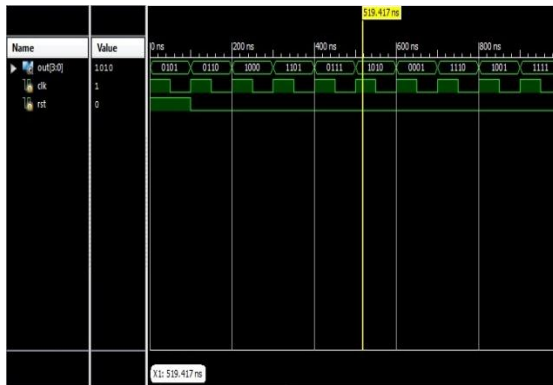 519.417 ns
Name Value
0 ns 200 ns 400 ns 600 ns 800 ns
out[3:0] 1010 0101 0110 1000 1101 0111 1010 0001 1110 1001 1111
clk 1
rst 0
X1: 519.417 ns